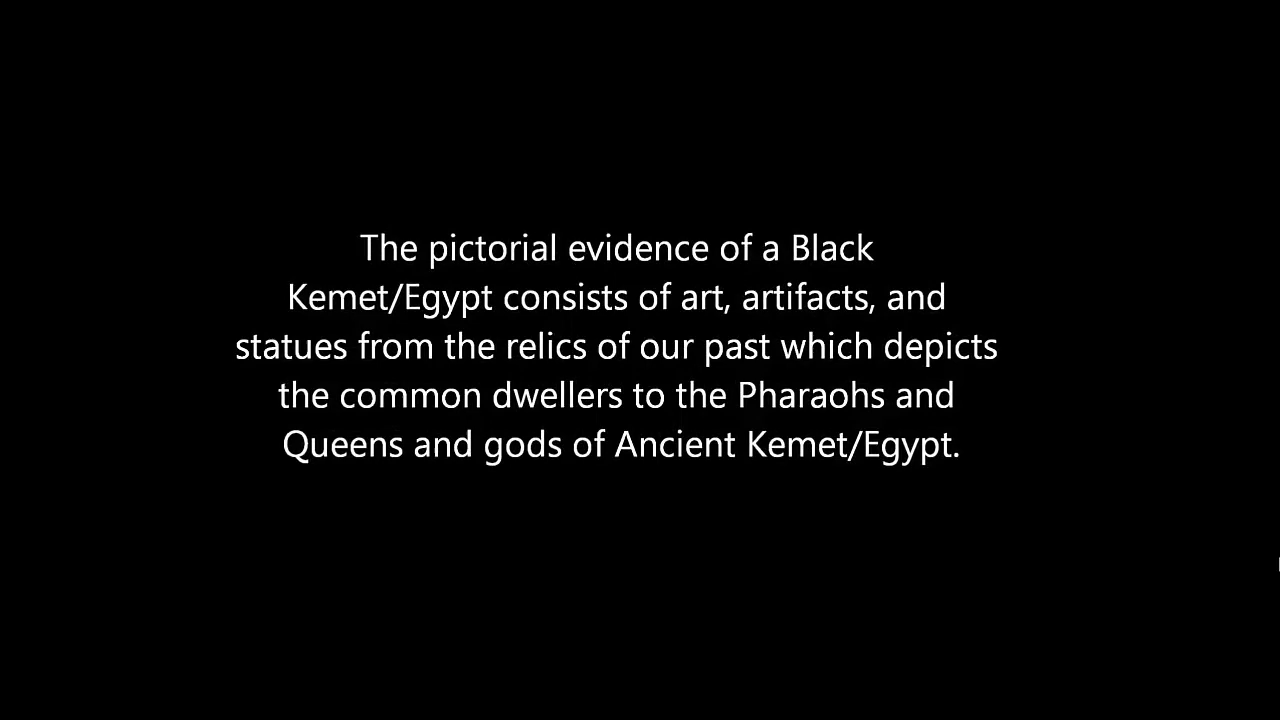 The pictorial evidence of a Black
Kemet/Egypt consists of art, artifacts, and
statues from the relics of our past which depicts
the common dwellers to the Pharaohs and
Queens and gods of Ancient Kemet/Egypt.